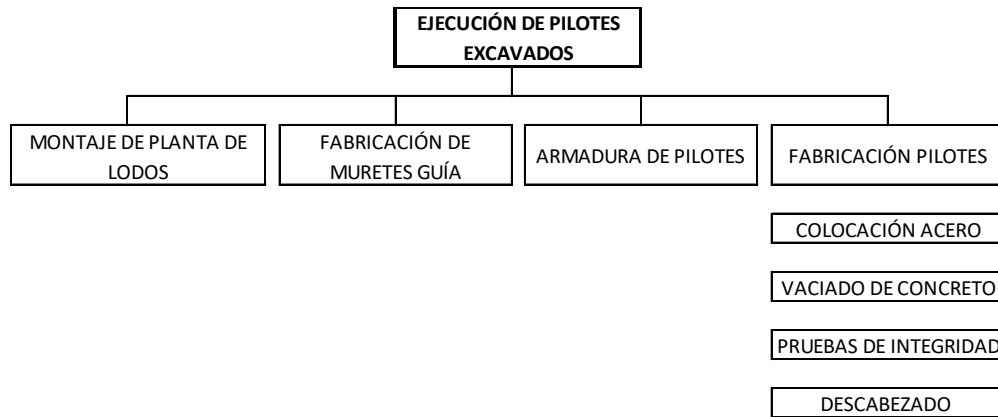 EJECUCIÓN DE PILOTES
EXCAVADOS
MONTAJE DE PLANTA DE
LODOS
FABRICACIÓN DE
MURETES GUÍA
ARMADURA DE PILOTES
FABRICACIÓN PILOTES
COLOCACIÓN ACERO
VACIADO DE CONCRETO
PRUEBAS DE INTEGRIDAD
DESCABEZADO